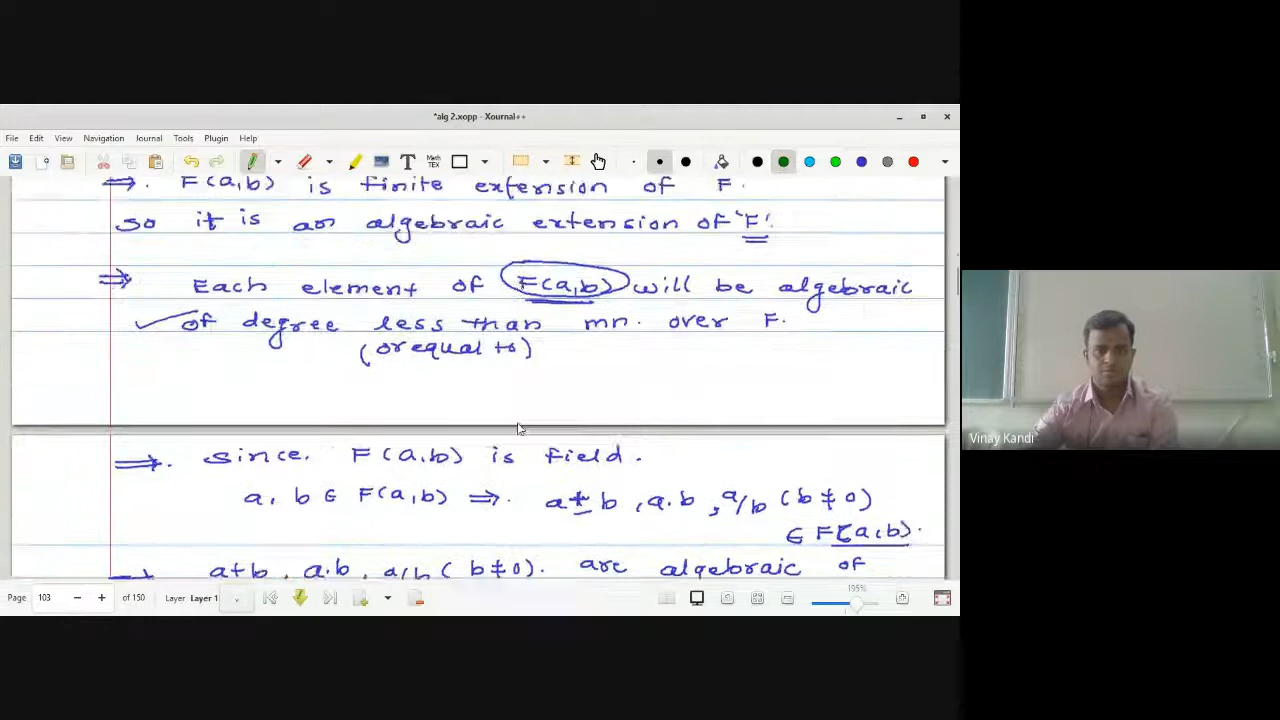 *alg 2.xopp - Xournal++
File Edit View Navigation Journal Tools Plugin Help
⇒. F(a,b) is finite extension of F.
so it is an algebraic extension of 'F'.
⇒ Each element of F(a,b) will be algebraic
of degree less than mn. over F.
(or equal to)
⇒. since. F(a,b) is field.
a, b ∈ F(a,b) ⇒. a±b, a.b, a/b (b≠0)
∈ F(a,b).
⇒ a±b, a.b, a/b (b≠0). are algebraic of
Vinay Kandi
Page 103 of 150 Layer Layer 1 195%